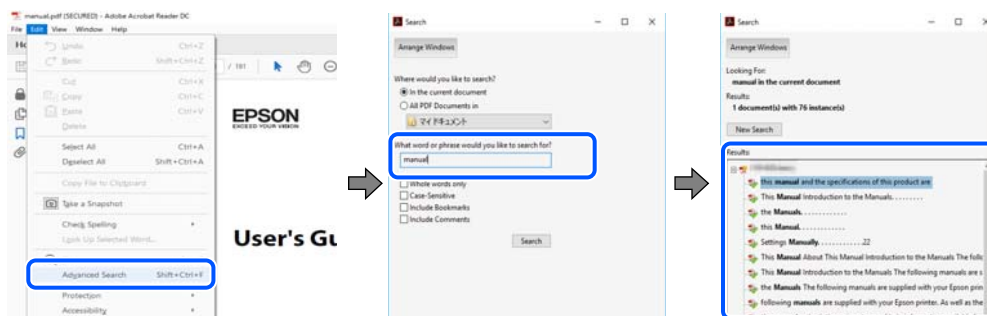 manual.pdf (SECURED) - Adobe Acrobat Reader DC
File Edit View Window Help
Undo Ctrl+Z
Redo Shift+Ctrl+Z
Cut Ctrl+X
Copy Ctrl+C
Paste Ctrl+V
Delete
Select All Ctrl+A
Deselect All Shift+Ctrl+A
Copy File to Clipboard
Take a Snapshot
Check Spelling
Look Up Selected Word...
Advanced Search Shift+Ctrl+F
Protection
Accessibility
/ 191
EPSON
EXCEED YOUR VISION
User's Gu
Search
Arrange Windows
Where would you like to search?
In the current document
All PDF Documents in
マイドキュメント
What word or phrase would you like to search for?
manual
Whole words only
Case-Sensitive
Include Bookmarks
Include Comments
Search
Search
Arrange Windows
Looking For:
manual in the current document
Results:
1 document(s) with 76 instance(s)
New Search
Results:
this manual and the specifications of this product are
This Manual Introduction to the Manuals. . . . . . . . .
the Manuals. . . . . . . . . . . . .
this Manual. . . . . . . . . . . . .
Settings Manually. . . . . . . . . . . . .22
This Manual About This Manual Introduction to the Manuals The follo
This Manual Introduction to the Manuals The following manuals are s
the Manuals The following manuals are supplied with your Epson prin
following manuals are supplied with your Epson printer. As well as the